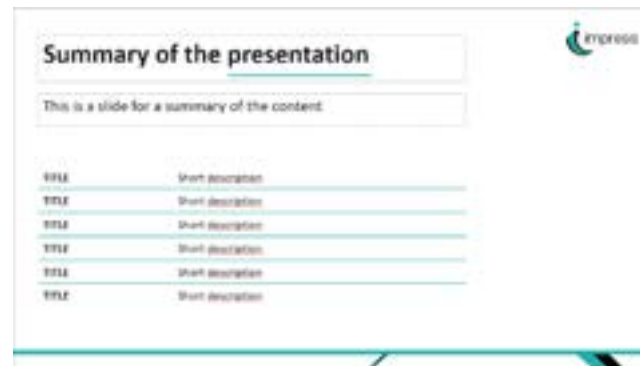 Summary of the presentation
impress
This is a slide for a summary of the content
TITLE Short description
TITLE Short description
TITLE Short description
TITLE Short description
TITLE Short description
TITLE Short description